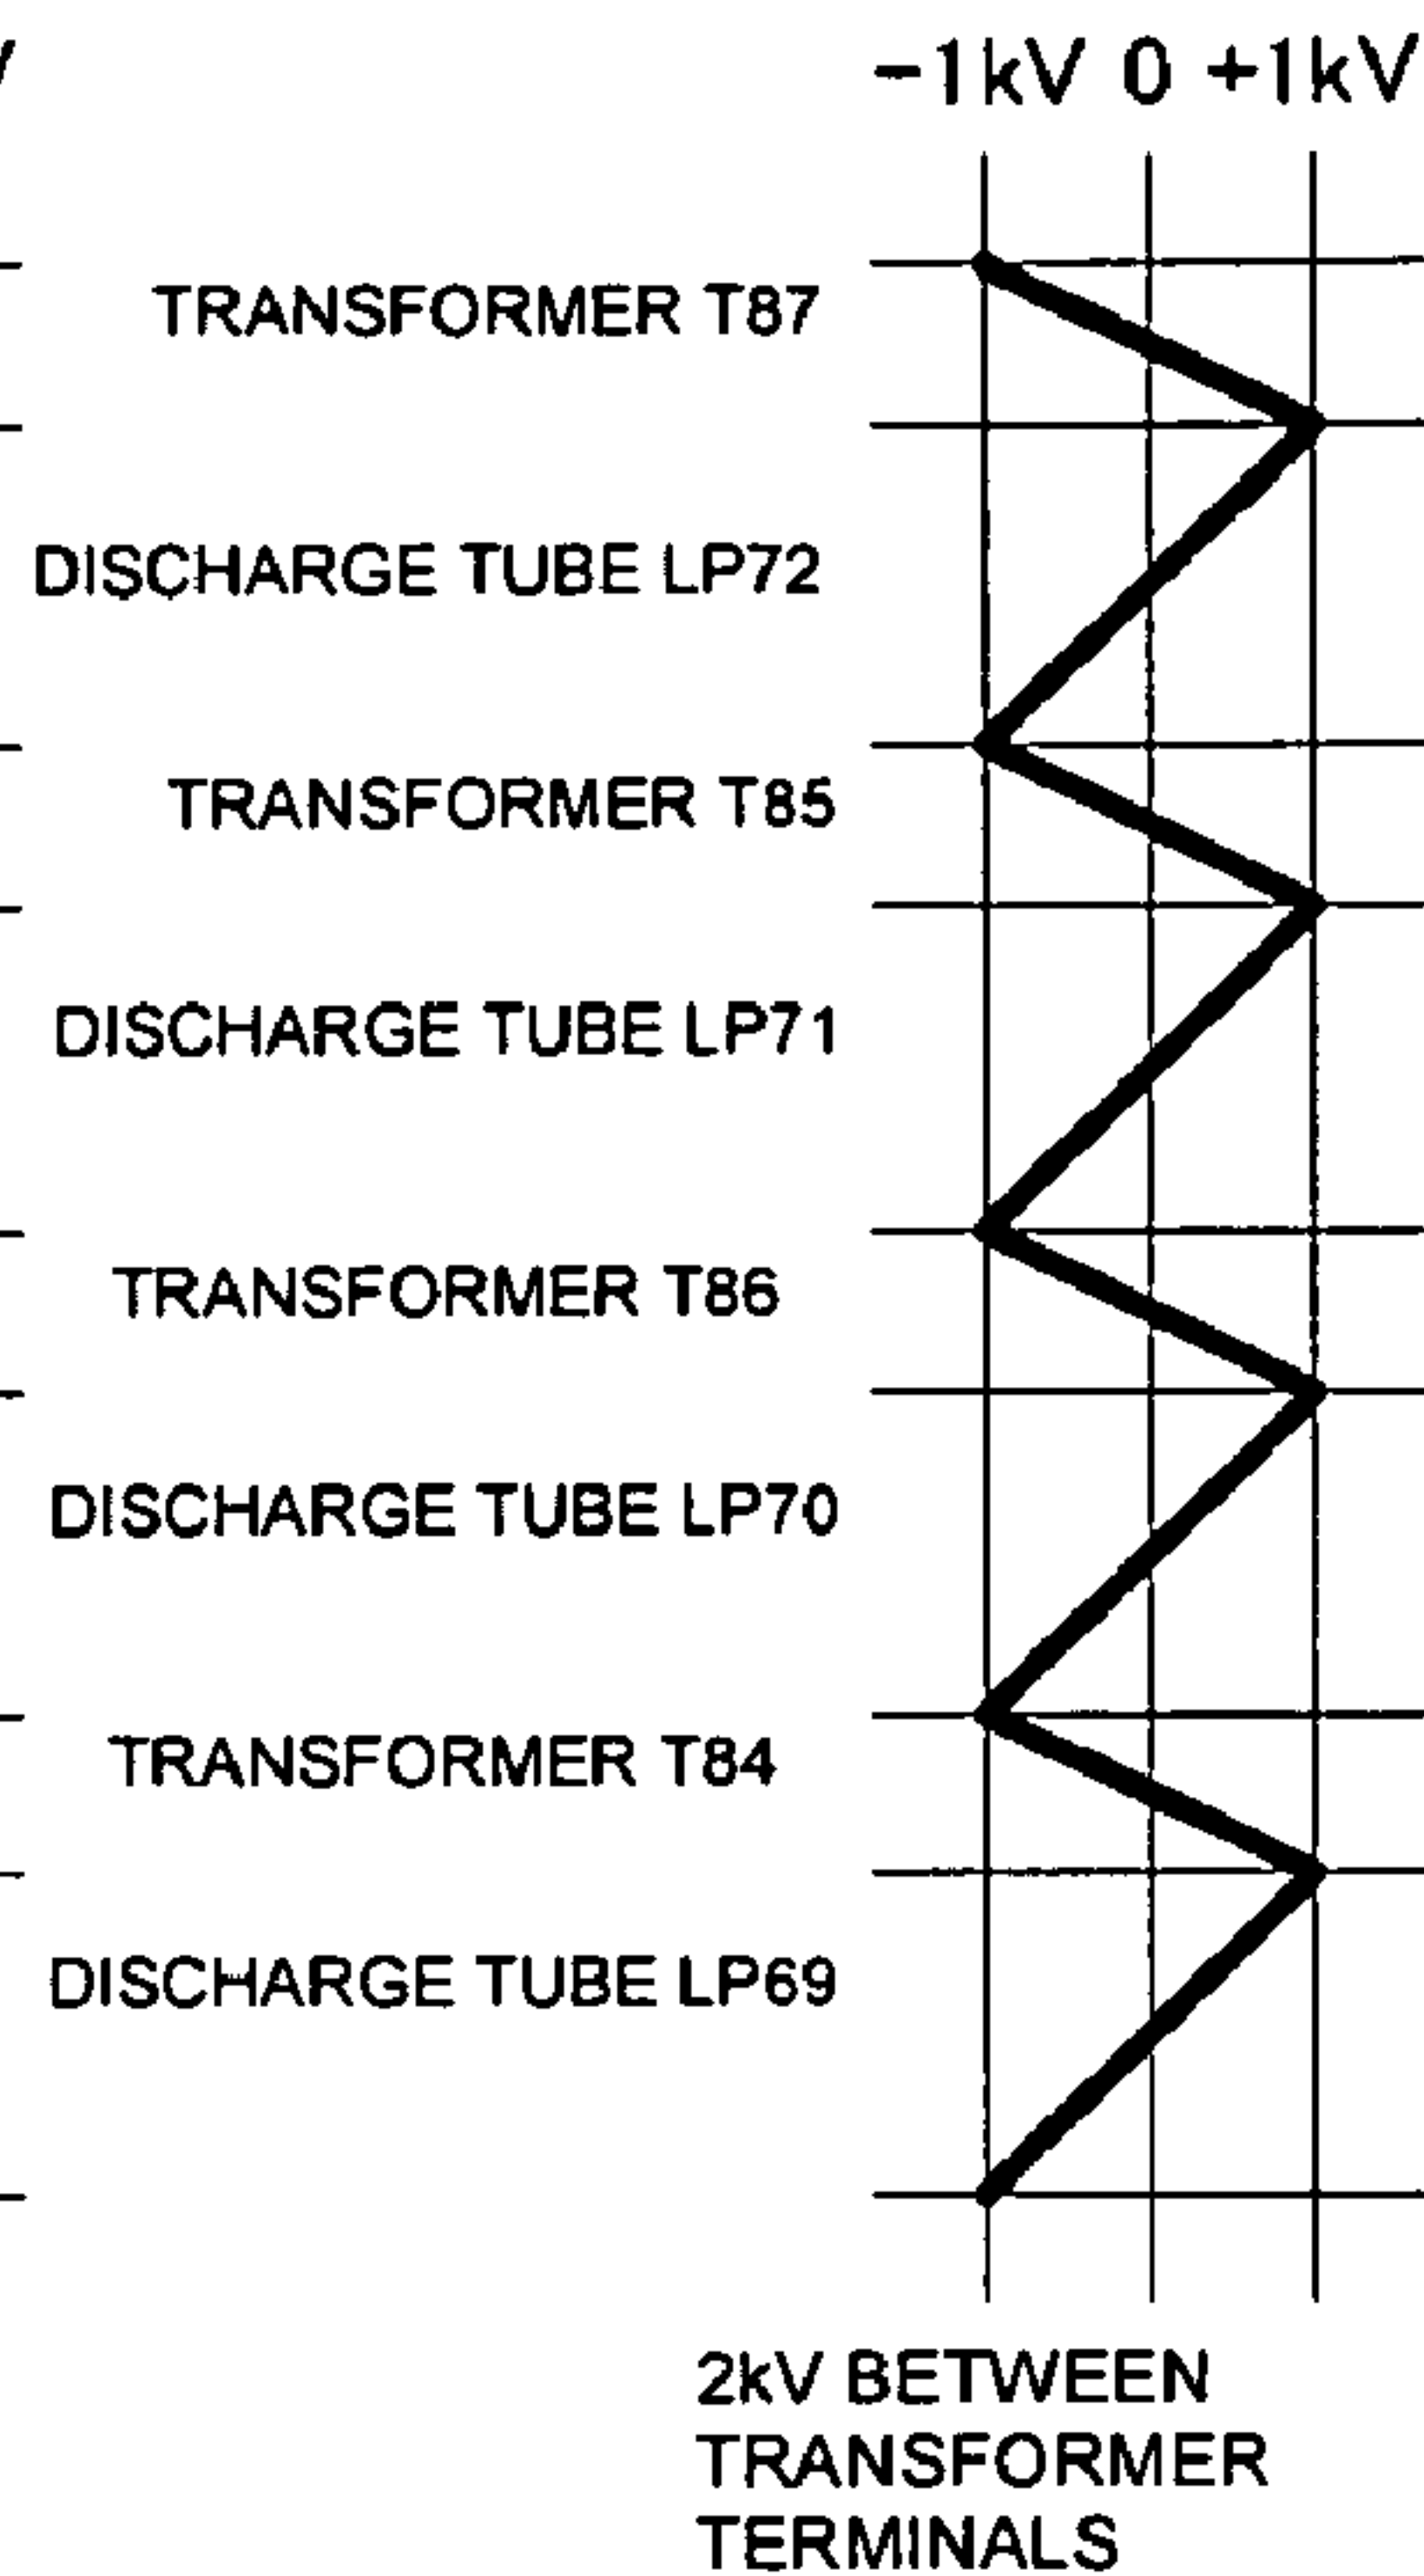 −1kV 0 +1kV
TRANSFORMER T87
DISCHARGE TUBE LP72
TRANSFORMER T85
DISCHARGE TUBE LP71
TRANSFORMER T86
DISCHARGE TUBE LP70
TRANSFORMER T84
DISCHARGE TUBE LP69
2kV BETWEEN
TRANSFORMER
TERMINALS